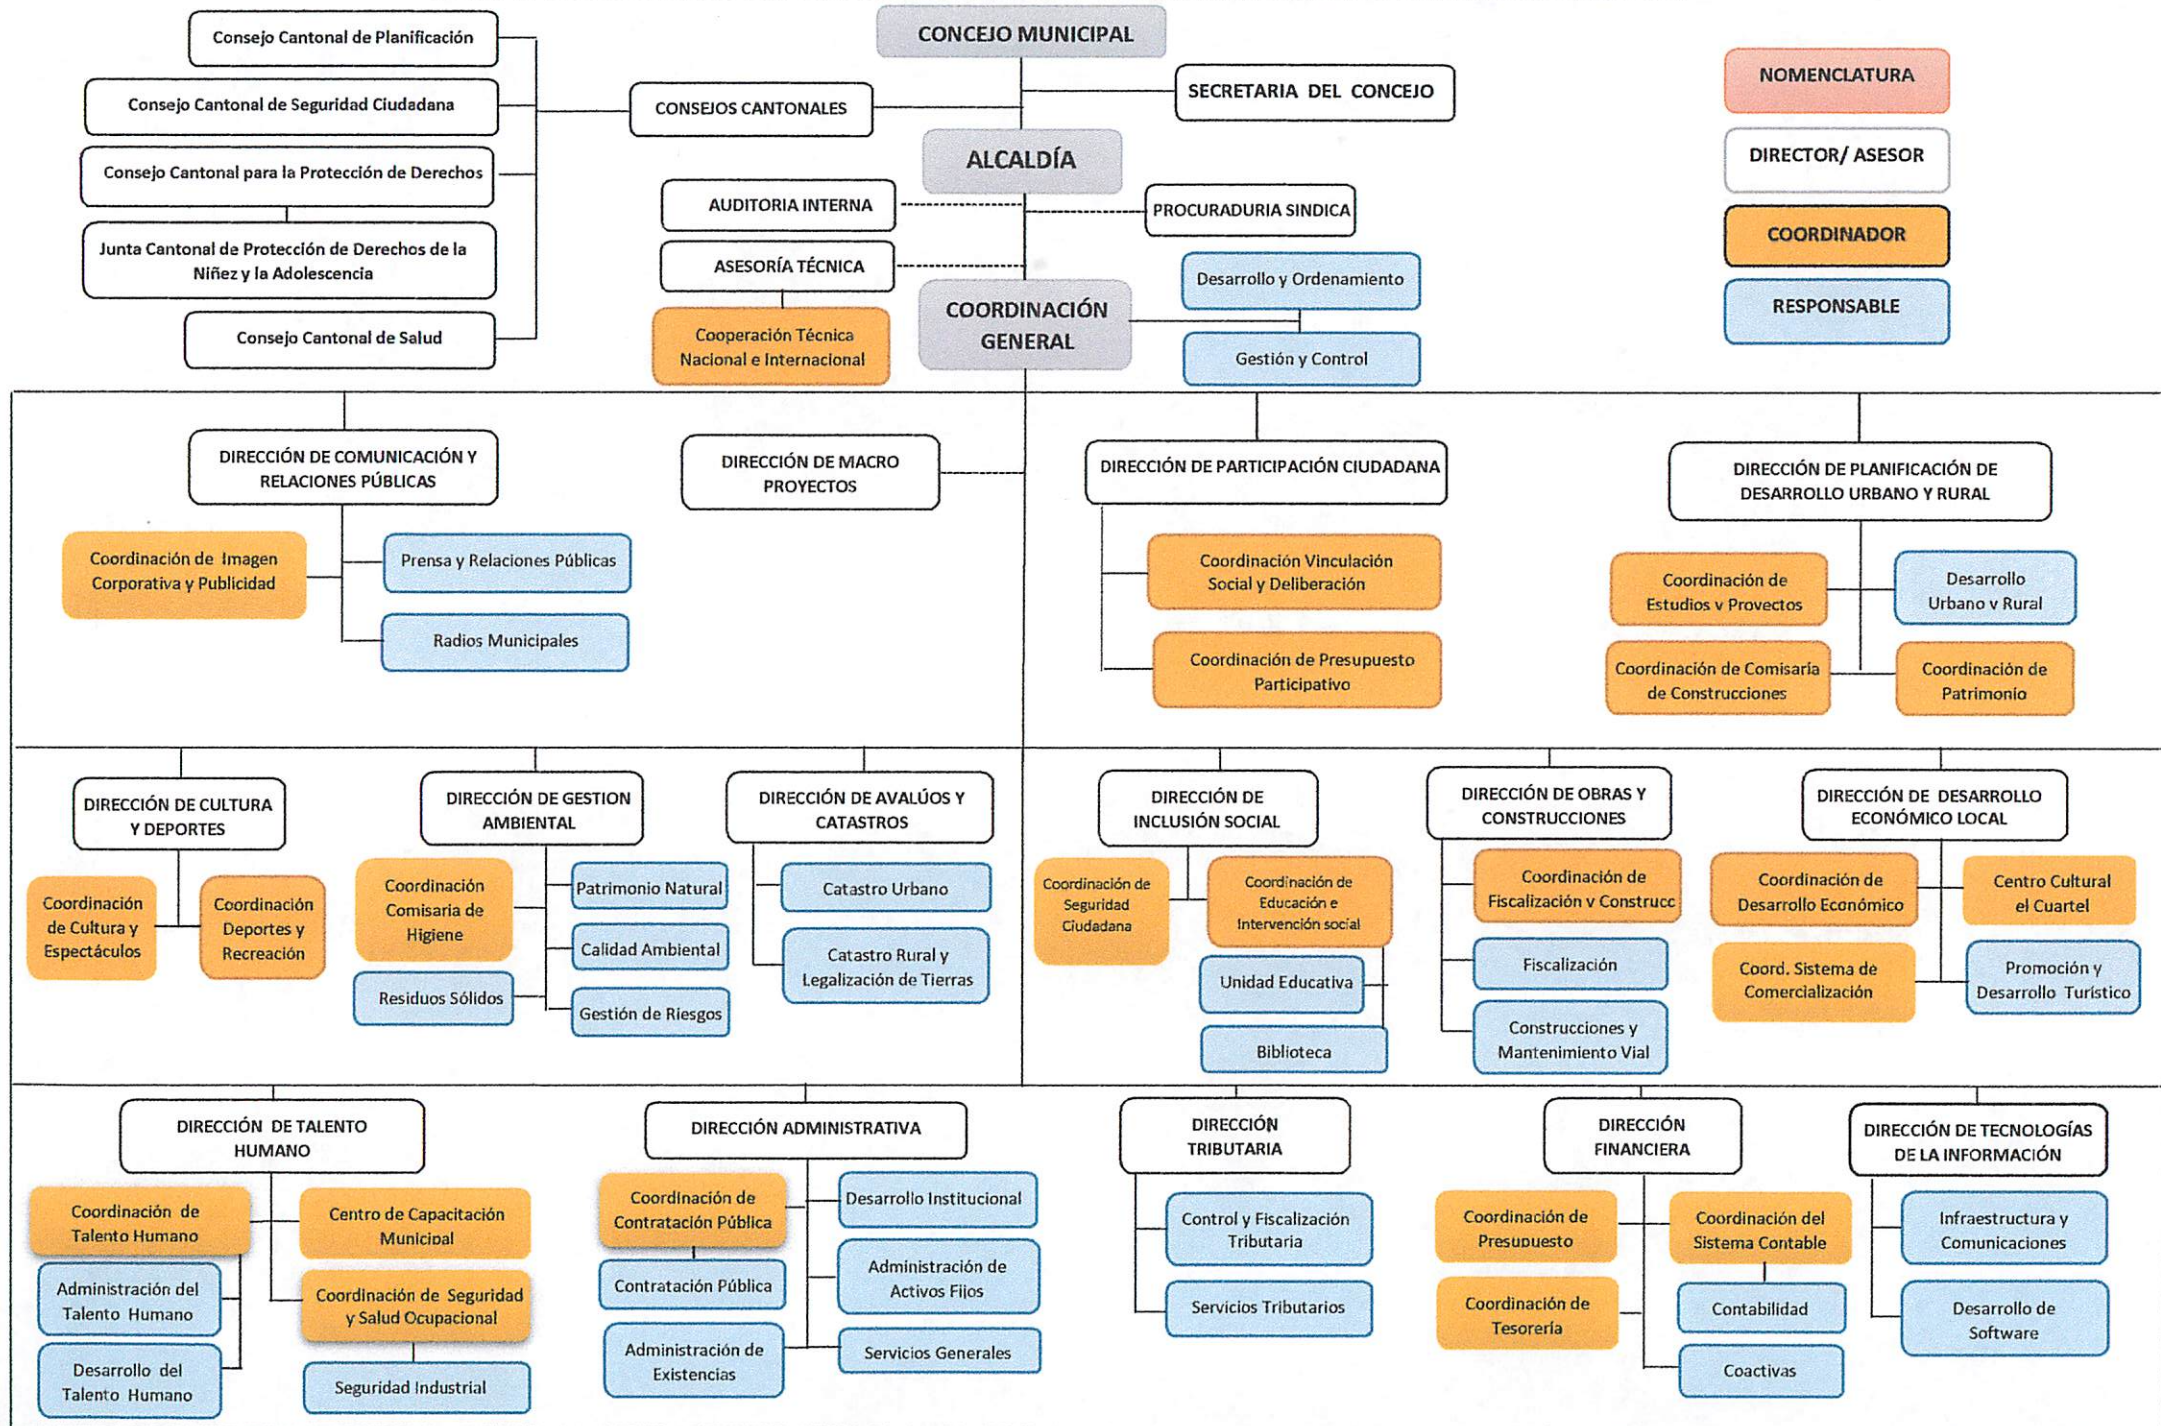 CONCEJO MUNICIPAL
Consejo Cantonal de Planificación
Consejo Cantonal de Seguridad Ciudadana
Consejo Cantonal para la Protección de Derechos
Junta Cantonal de Protección de Derechos de la
Niñez y la Adolescencia
Consejo Cantonal de Salud
CONSEJOS CANTONALES
SECRETARIA DEL CONCEJO
ALCALDÍA
AUDITORIA INTERNA
PROCURADURIA SINDICA
ASESORÍA TÉCNICA
Cooperación Técnica
Nacional e Internacional
COORDINACIÓN
GENERAL
Desarrollo y Ordenamiento
Gestión y Control
NOMENCLATURA
DIRECTOR/ ASESOR
COORDINADOR
RESPONSABLE
DIRECCIÓN DE COMUNICACIÓN Y
RELACIONES PÚBLICAS
Coordinación de Imagen
Corporativa y Publicidad
Prensa y Relaciones Públicas
Radios Municipales
DIRECCIÓN DE MACRO
PROYECTOS
DIRECCIÓN DE PARTICIPACIÓN CIUDADANA
Coordinación Vinculación
Social y Deliberación
Coordinación de Presupuesto
Participativo
DIRECCIÓN DE PLANIFICACIÓN DE
DESARROLLO URBANO Y RURAL
Coordinación de
Estudios y Proyectos
Desarrollo
Urbano y Rural
Coordinación de Comisaría
de Construcciones
Coordinación de
Patrimonio
DIRECCIÓN DE CULTURA
Y DEPORTES
Coordinación
de Cultura y
Espectáculos
Coordinación
Deportes y
Recreación
DIRECCIÓN DE GESTION
AMBIENTAL
Coordinación
Comisaria de
Higiene
Patrimonio Natural
Calidad Ambiental
Residuos Sólidos
Gestión de Riesgos
DIRECCIÓN DE AVALÚOS Y
CATASTROS
Catastro Urbano
Catastro Rural y
Legalización de Tierras
DIRECCIÓN DE
INCLUSIÓN SOCIAL
Coordinación de
Seguridad
Ciudadana
Coordinación de
Educación e
Intervención social
Unidad Educativa
Biblioteca
DIRECCIÓN DE OBRAS Y
CONSTRUCCIONES
Coordinación de
Fiscalización y Construcc
Fiscalización
Construcciones y
Mantenimiento Vial
DIRECCIÓN DE DESARROLLO
ECONÓMICO LOCAL
Coordinación de
Desarrollo Económico
Centro Cultural
el Cuartel
Coord. Sistema de
Comercialización
Promoción y
Desarrollo Turístico
DIRECCIÓN DE TALENTO
HUMANO
Coordinación de
Talento Humano
Centro de Capacitación
Municipal
Administración del
Talento Humano
Coordinación de Seguridad
y Salud Ocupacional
Desarrollo del
Talento Humano
Seguridad Industrial
DIRECCIÓN ADMINISTRATIVA
Coordinación de
Contratación Pública
Desarrollo Institucional
Contratación Pública
Administración de
Activos Fijos
Administración de
Existencias
Servicios Generales
DIRECCIÓN
TRIBUTARIA
Control y Fiscalización
Tributaria
Servicios Tributarios
DIRECCIÓN
FINANCIERA
Coordinación de
Presupuesto
Coordinación del
Sistema Contable
Coordinación de
Tesorería
Contabilidad
Coactivas
DIRECCIÓN DE TECNOLOGÍAS
DE LA INFORMACIÓN
Infraestructura y
Comunicaciones
Desarrollo de
Software